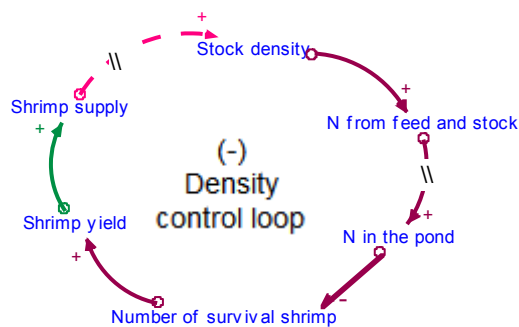 +
Stock density
\\
Shrimp supply
+
N from feed and stock
+
(-)
\\
Density
control loop
Shrimp yield
+
N in the pond
+
-
Number of survival shrimp